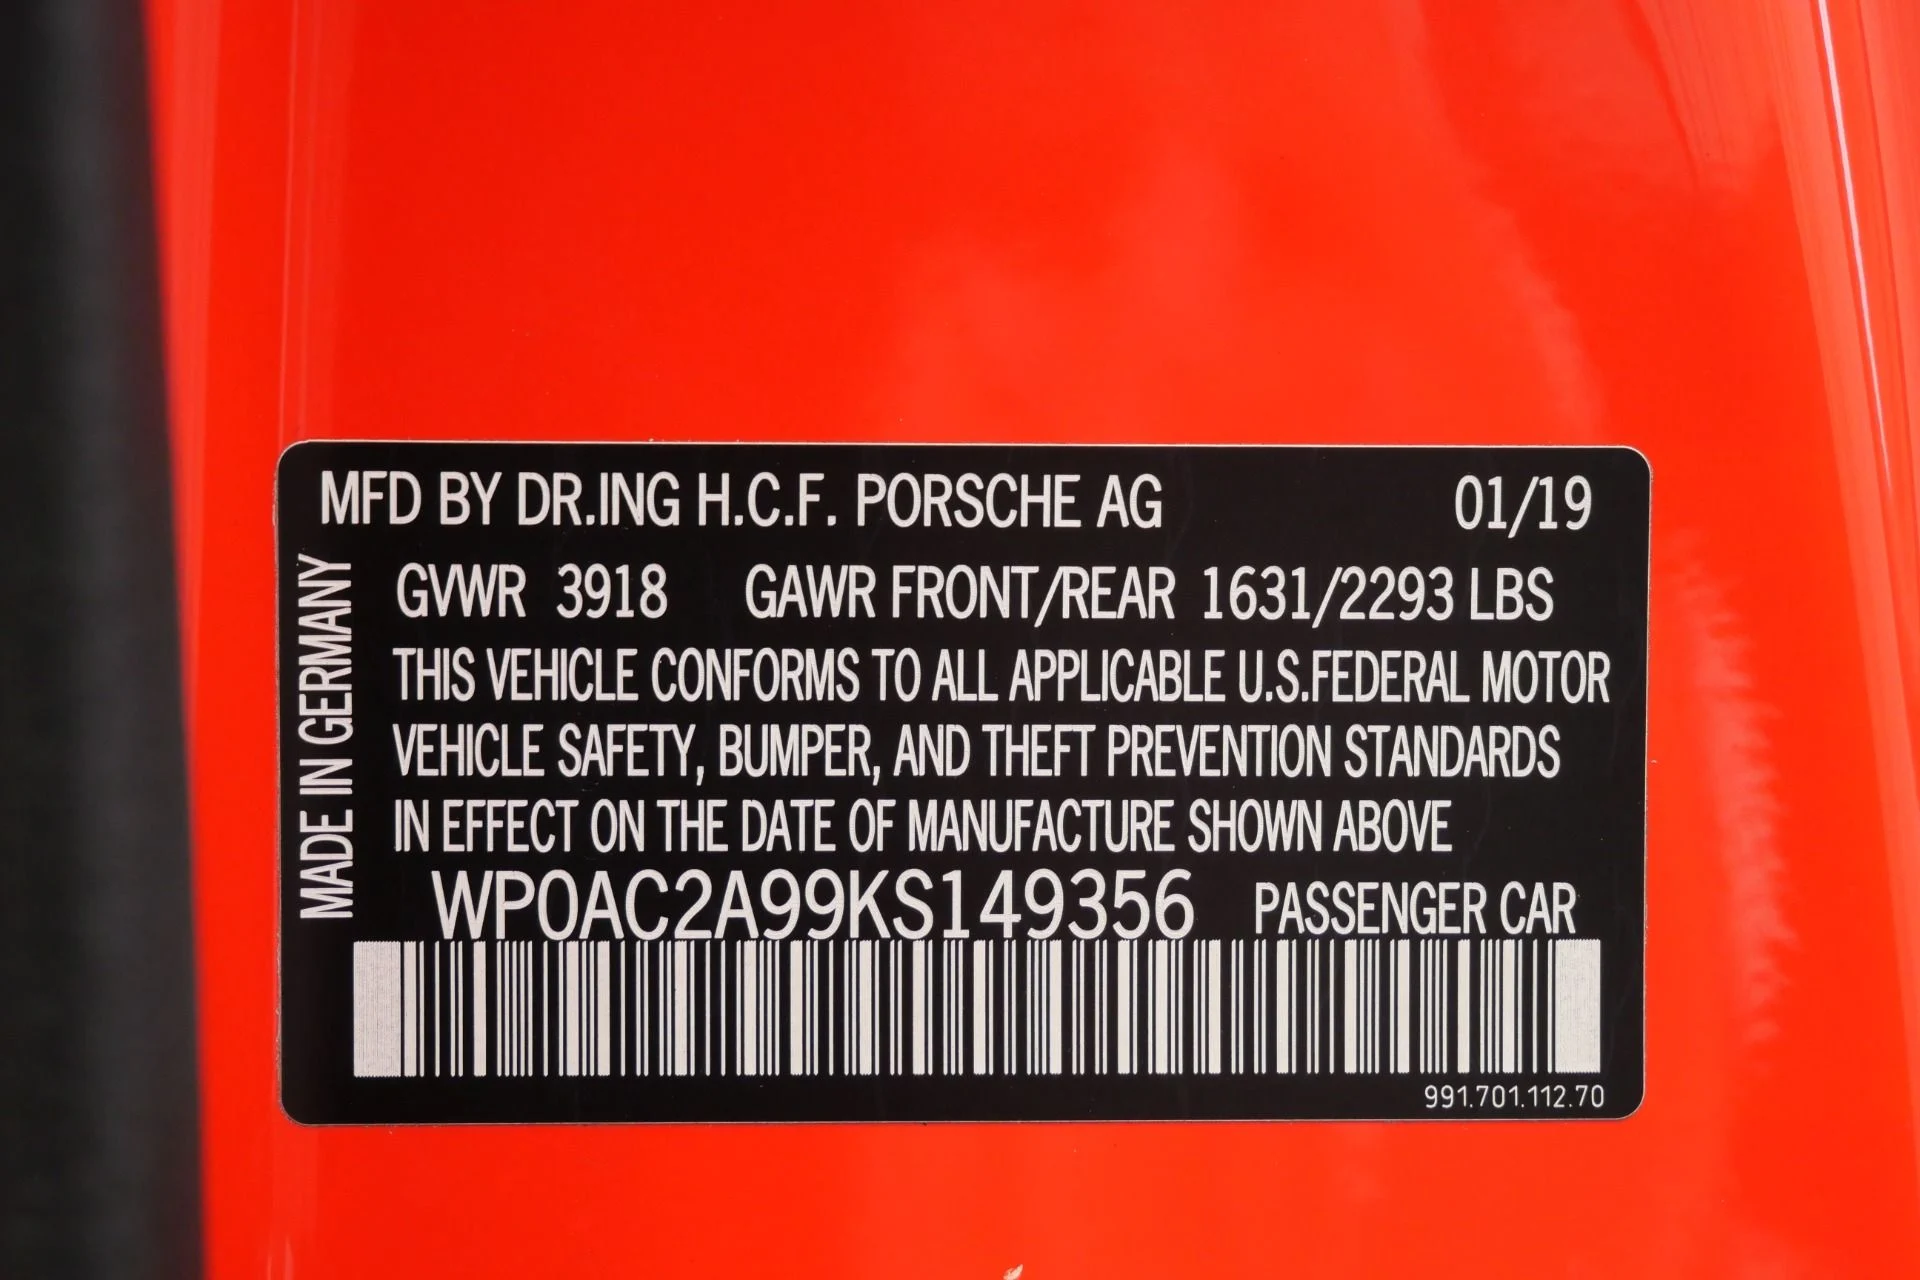 MFD BY DR.ING H.C.F. PORSCHE AG 01/19
GVWR 3918 GAWR FRONT/REAR 1631/2293 LBS
THIS VEHICLE CONFORMS TO ALL APPLICABLE U.S.FEDERAL MOTOR
VEHICLE SAFETY, BUMPER, AND THEFT PREVENTION STANDARDS
IN EFFECT ON THE DATE OF MANUFACTURE SHOWN ABOVE
WP0AC2A99KS149356 PASSENGER CAR
991.701.112.70
MADE IN GERMANY